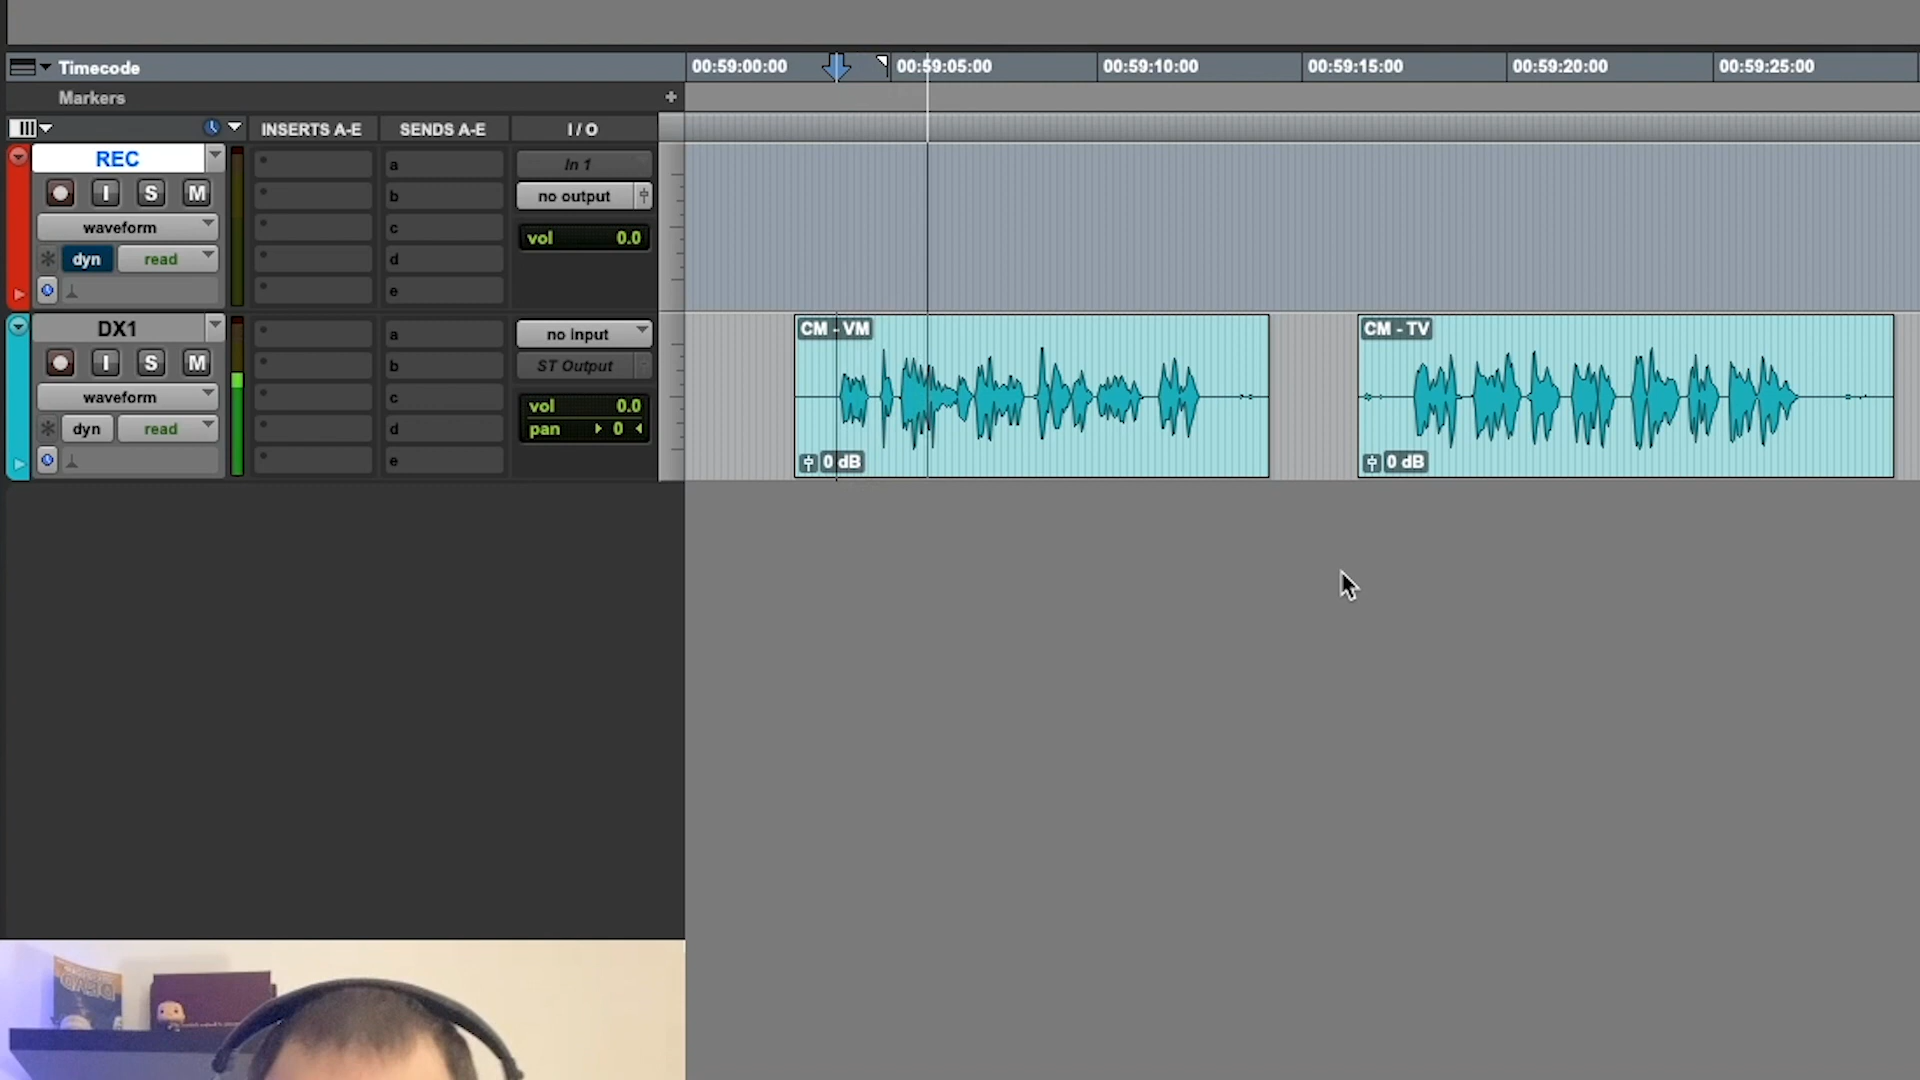 Timecode 00:59:00:00 00:59:05:00 00:59:10:00 00:59:15:00 00:59:20:00 00:59:25:00
Markers +
INSERTS A-E SENDS A-E I / O
REC
I S M
waveform
dyn read
a
b
c
d
e
In 1
no output
vol 0.0
DX1
I S M
waveform
dyn read
a
b
c
d
e
no input
ST Output
vol 0.0
pan 0
CM - VM
0 dB
CM - TV
0 dB
DEAD